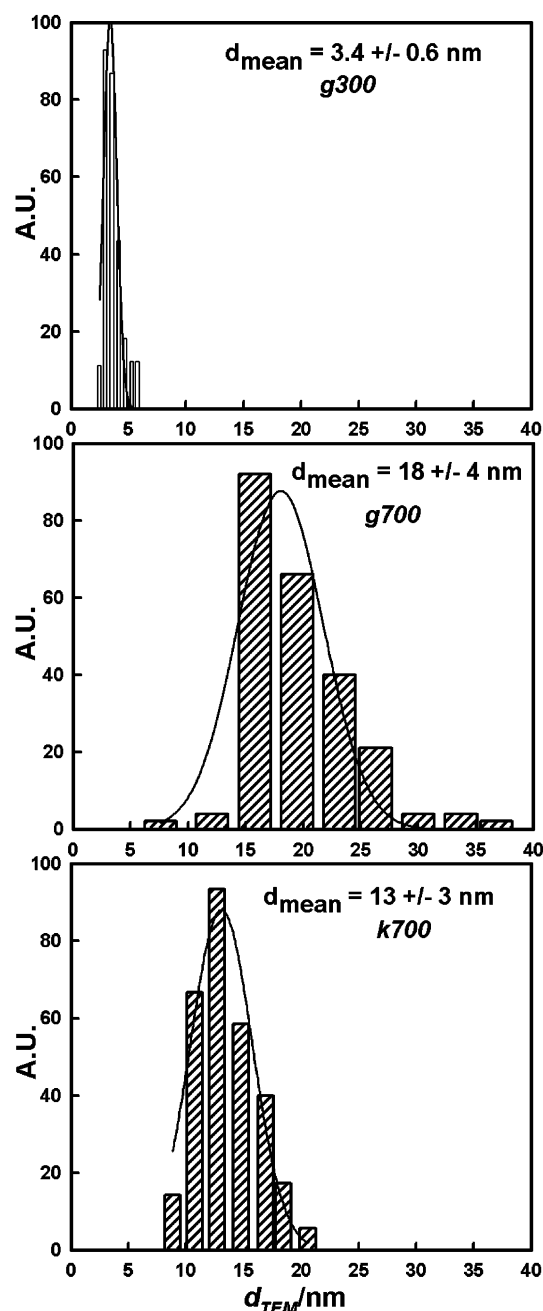 100
d_mean = 3.4 +/- 0.6 nm
g300
80
60
A.U.
40
20
0
0 5 10 15 20 25 30 35 40
100
d_mean = 18 +/- 4 nm
g700
80
60
A.U.
40
20
0
0 5 10 15 20 25 30 35 40
100
d_mean = 13 +/- 3 nm
k700
80
60
A.U.
40
20
0
0 5 10 15 20 25 30 35 40
d_TEM/nm